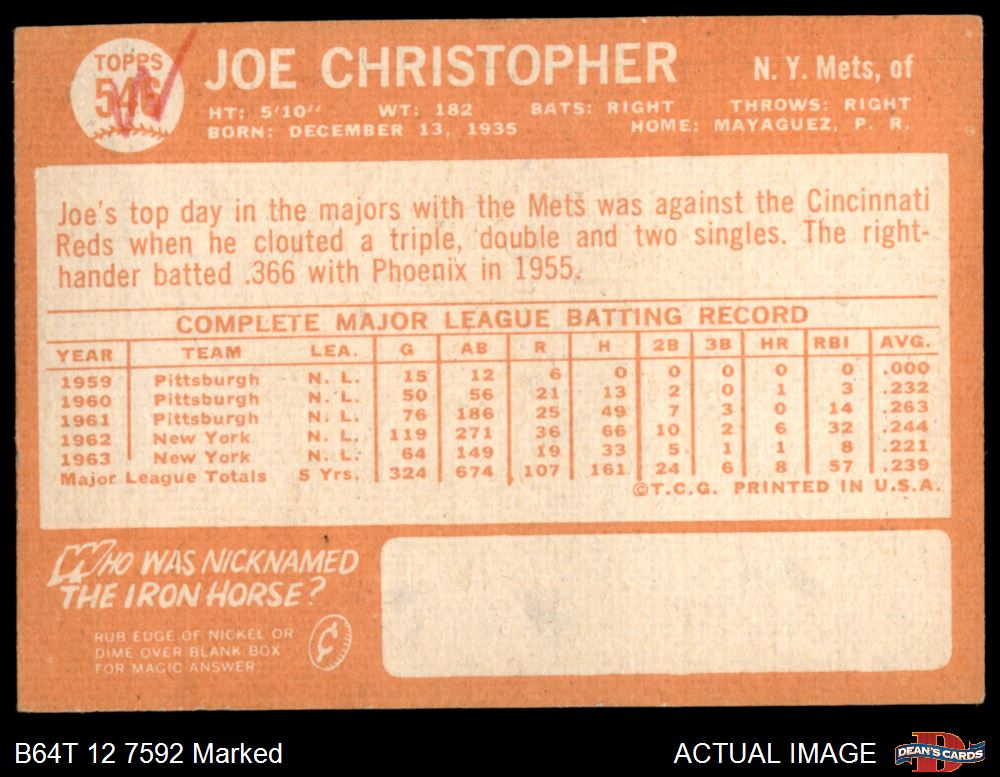 TOPPS
546
JOE CHRISTOPHER
N. Y. Mets, of
HT: 5'10" WT: 182 BATS: RIGHT THROWS: RIGHT
BORN: DECEMBER 13, 1935 HOME: MAYAGUEZ, P. R.
Joe's top day in the majors with the Mets was against the Cincinnati
Reds when he clouted a triple, double and two singles. The right-
hander batted .366 with Phoenix in 1955.
COMPLETE MAJOR LEAGUE BATTING RECORD
YEAR TEAM LEA. G AB R H 2B 3B HR RBI AVG.
1959 Pittsburgh N. L. 15 12 6 0 0 0 0 0 .000
1960 Pittsburgh N. L. 50 56 21 13 2 0 1 3 .232
1961 Pittsburgh N. L. 76 186 25 49 7 3 0 14 .263
1962 New York N. L. 119 271 36 66 10 2 6 32 .244
1963 New York N. L. 64 149 19 33 5 1 1 8 .221
Major League Totals 5 Yrs. 324 674 107 161 24 6 8 57 .239
©T.C.G. PRINTED IN U.S.A.
WHO WAS NICKNAMED
THE IRON HORSE?
RUB EDGE OF NICKEL OR
DIME OVER BLANK BOX
FOR MAGIC ANSWER
¢
B64T 12 7592 Marked
ACTUAL IMAGE
DEAN'S CARDS